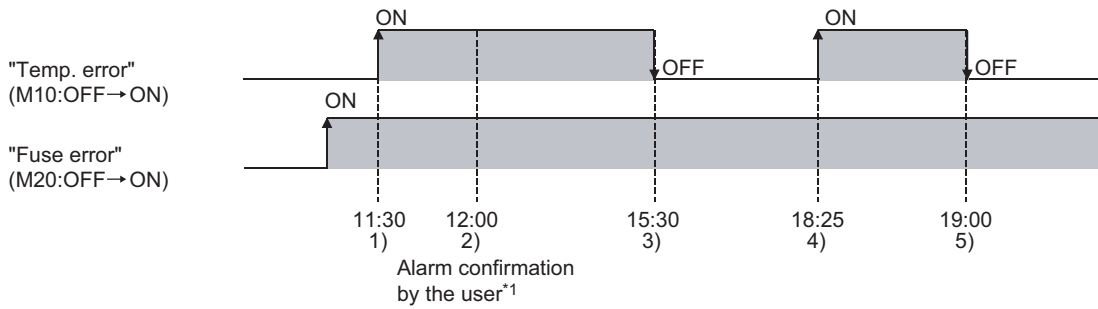 ON
ON
"Temp. error"
(M10:OFF→ON)
OFF
OFF
ON
"Fuse error"
(M20:OFF→ON)
11:30 12:00 15:30 18:25 19:00
1) 2) 3) 4) 5)
Alarm confirmation
by the user*1